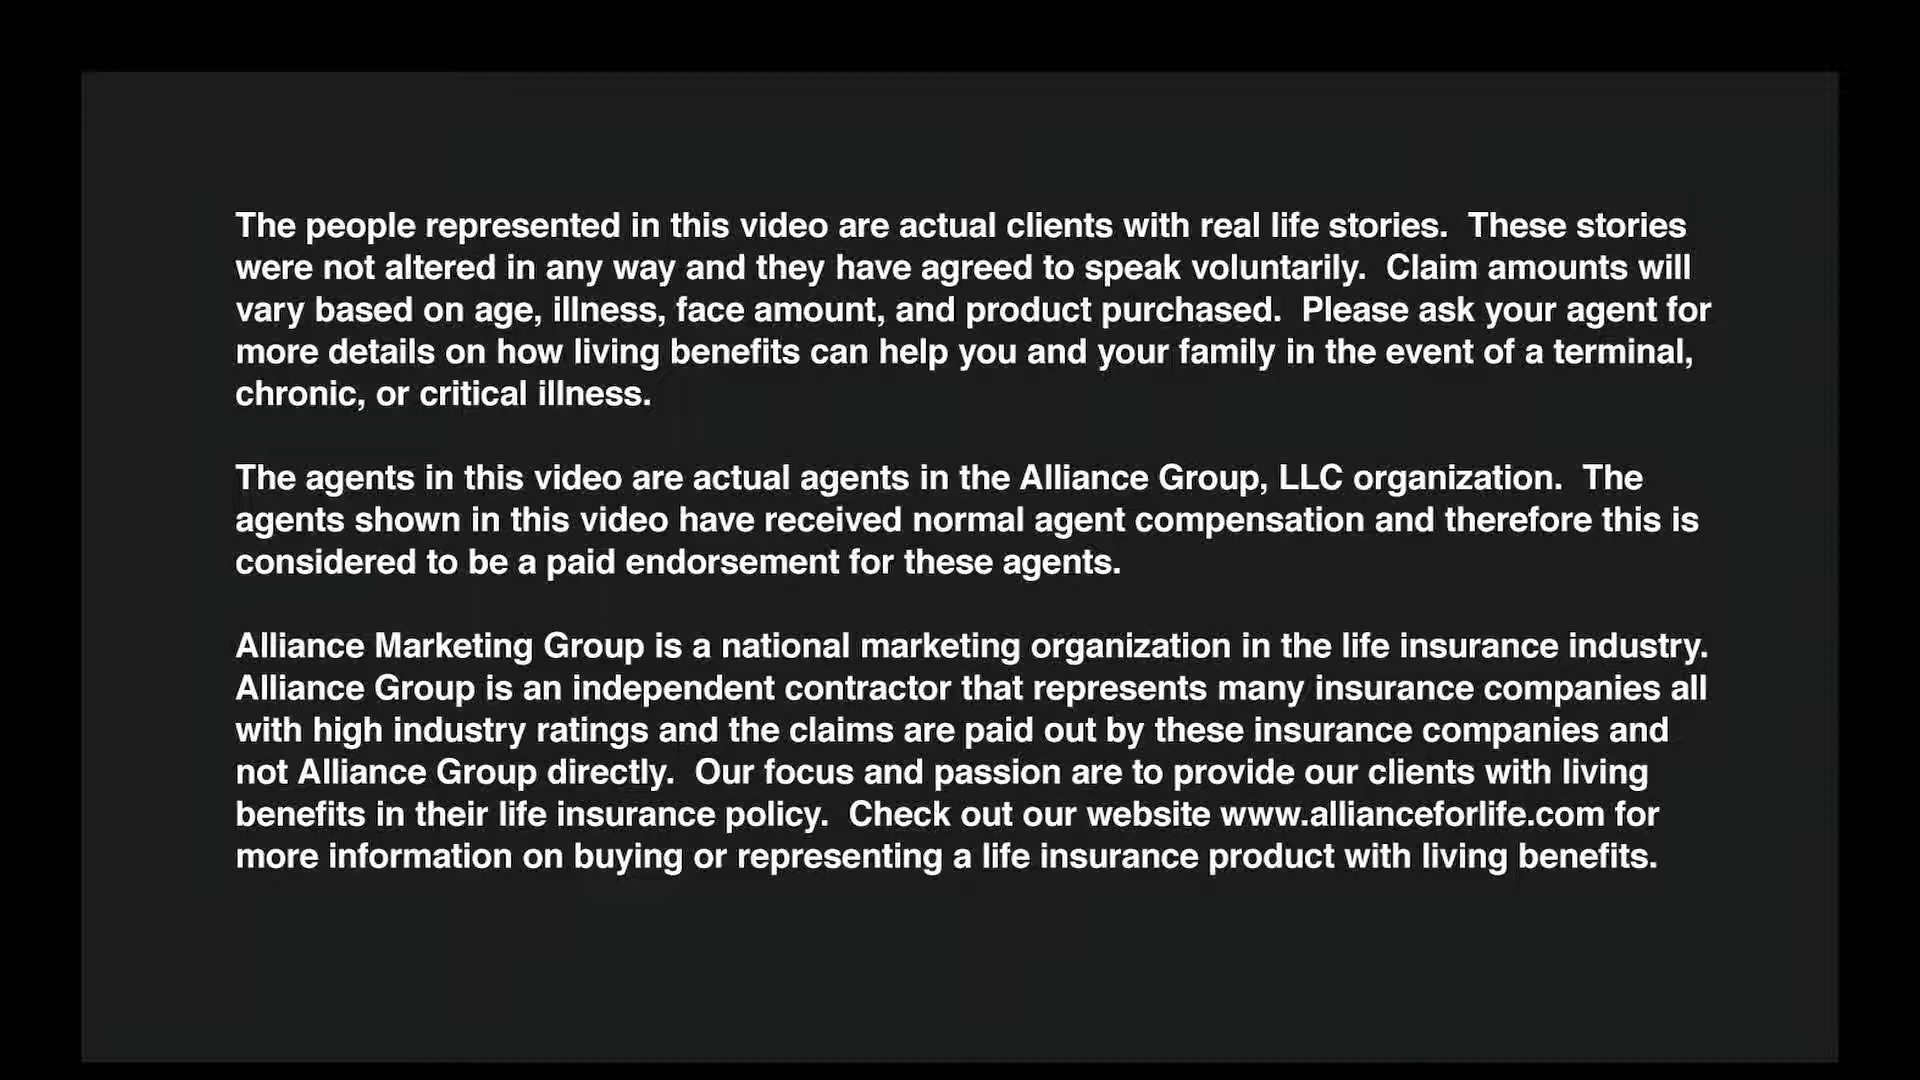 The people represented in this video are actual clients with real life stories.  These stories
were not altered in any way and they have agreed to speak voluntarily.  Claim amounts will
vary based on age, illness, face amount, and product purchased.  Please ask your agent for
more details on how living benefits can help you and your family in the event of a terminal,
chronic, or critical illness.
The agents in this video are actual agents in the Alliance Group, LLC organization.  The
agents shown in this video have received normal agent compensation and therefore this is
considered to be a paid endorsement for these agents.
Alliance Marketing Group is a national marketing organization in the life insurance industry.
Alliance Group is an independent contractor that represents many insurance companies all
with high industry ratings and the claims are paid out by these insurance companies and
not Alliance Group directly.  Our focus and passion are to provide our clients with living
benefits in their life insurance policy.  Check out our website www.allianceforlife.com for
more information on buying or representing a life insurance product with living benefits.